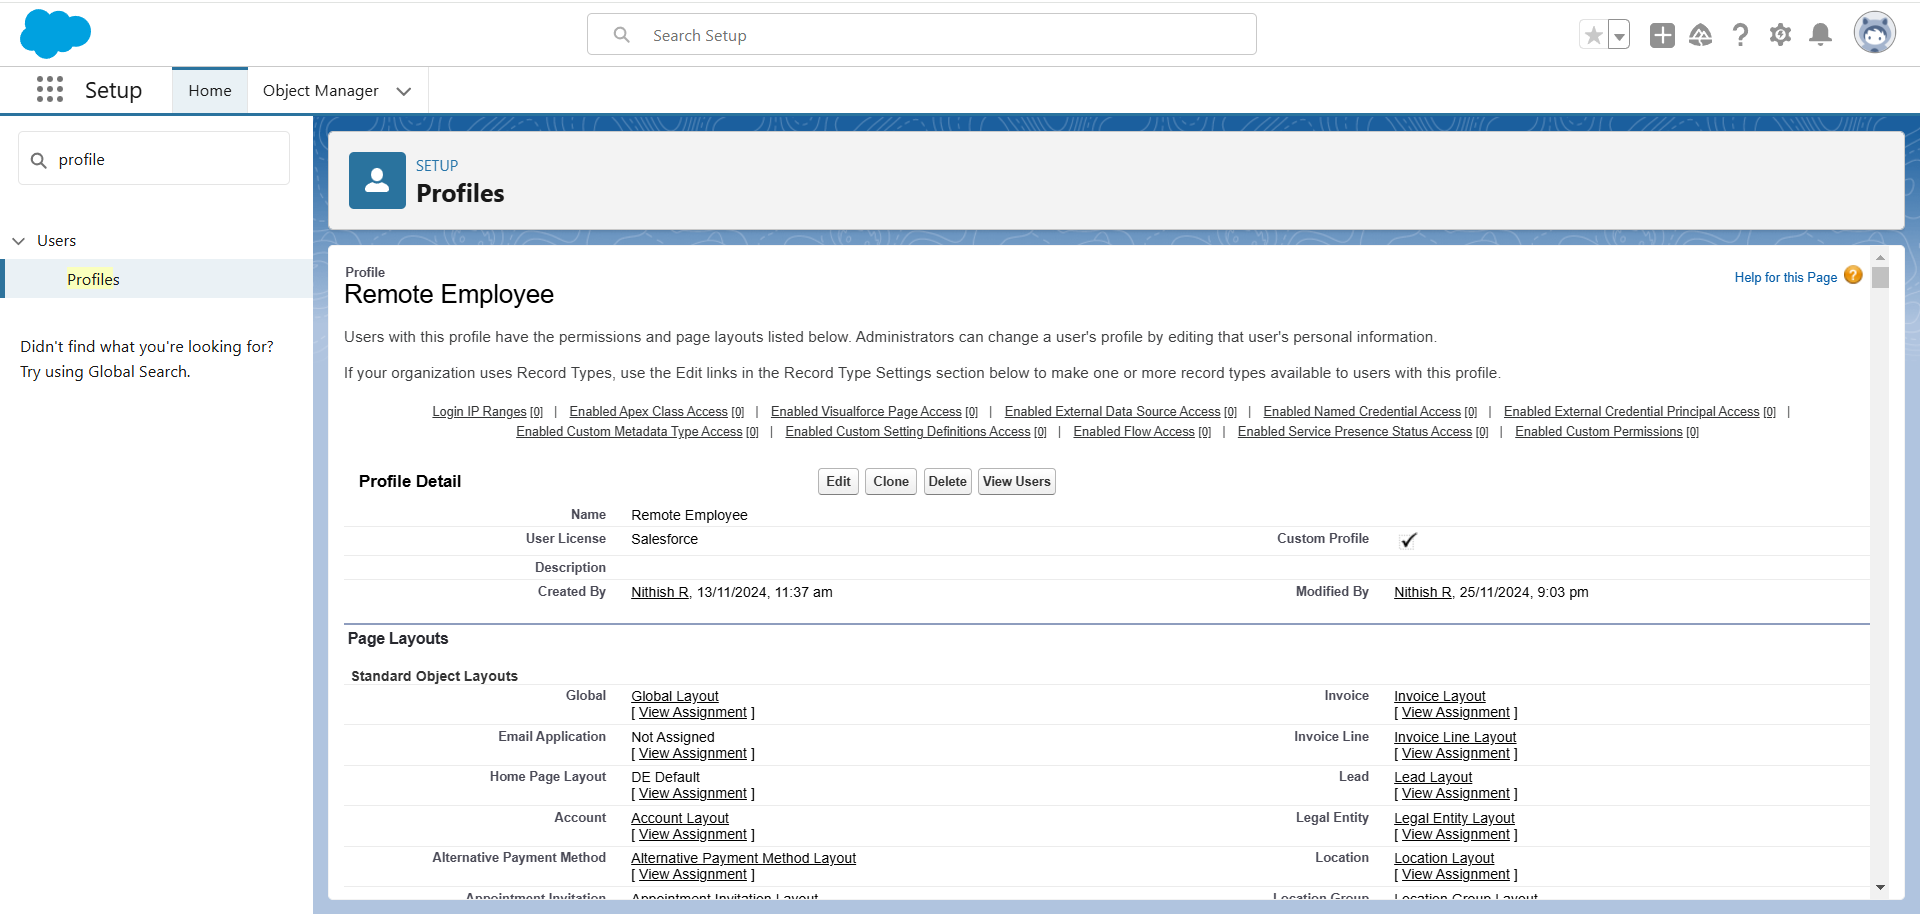 Search Setup
Setup
Home
Object Manager
profile
Users
Profiles
Didn't find what you're looking for?
Try using Global Search.
SETUP
Profiles
Profile
Remote Employee
Help for this Page ?
Users with this profile have the permissions and page layouts listed below. Administrators can change a user's profile by editing that user's personal information.
If your organization uses Record Types, use the Edit links in the Record Type Settings section below to make one or more record types available to users with this profile.
Login IP Ranges [0] | Enabled Apex Class Access [0] | Enabled Visualforce Page Access [0] | Enabled External Data Source Access [0] | Enabled Named Credential Access [0] | Enabled External Credential Principal Access [0] |
Enabled Custom Metadata Type Access [0] | Enabled Custom Setting Definitions Access [0] | Enabled Flow Access [0] | Enabled Service Presence Status Access [0] | Enabled Custom Permissions [0]
Profile Detail Edit Clone Delete View Users
Name Remote Employee
User License Salesforce Custom Profile
Description
Created By Nithish R, 13/11/2024, 11:37 am Modified By Nithish R, 25/11/2024, 9:03 pm
Page Layouts
Standard Object Layouts
Global Global Layout Invoice Invoice Layout
[ View Assignment ] [ View Assignment ]
Email Application Not Assigned Invoice Line Invoice Line Layout
[ View Assignment ] [ View Assignment ]
Home Page Layout DE Default Lead Lead Layout
[ View Assignment ] [ View Assignment ]
Account Account Layout Legal Entity Legal Entity Layout
[ View Assignment ] [ View Assignment ]
Alternative Payment Method Alternative Payment Method Layout Location Location Layout
[ View Assignment ] [ View Assignment ]
Appointment Invitation Appointment Invitation Layout Location Group Location Group Layout